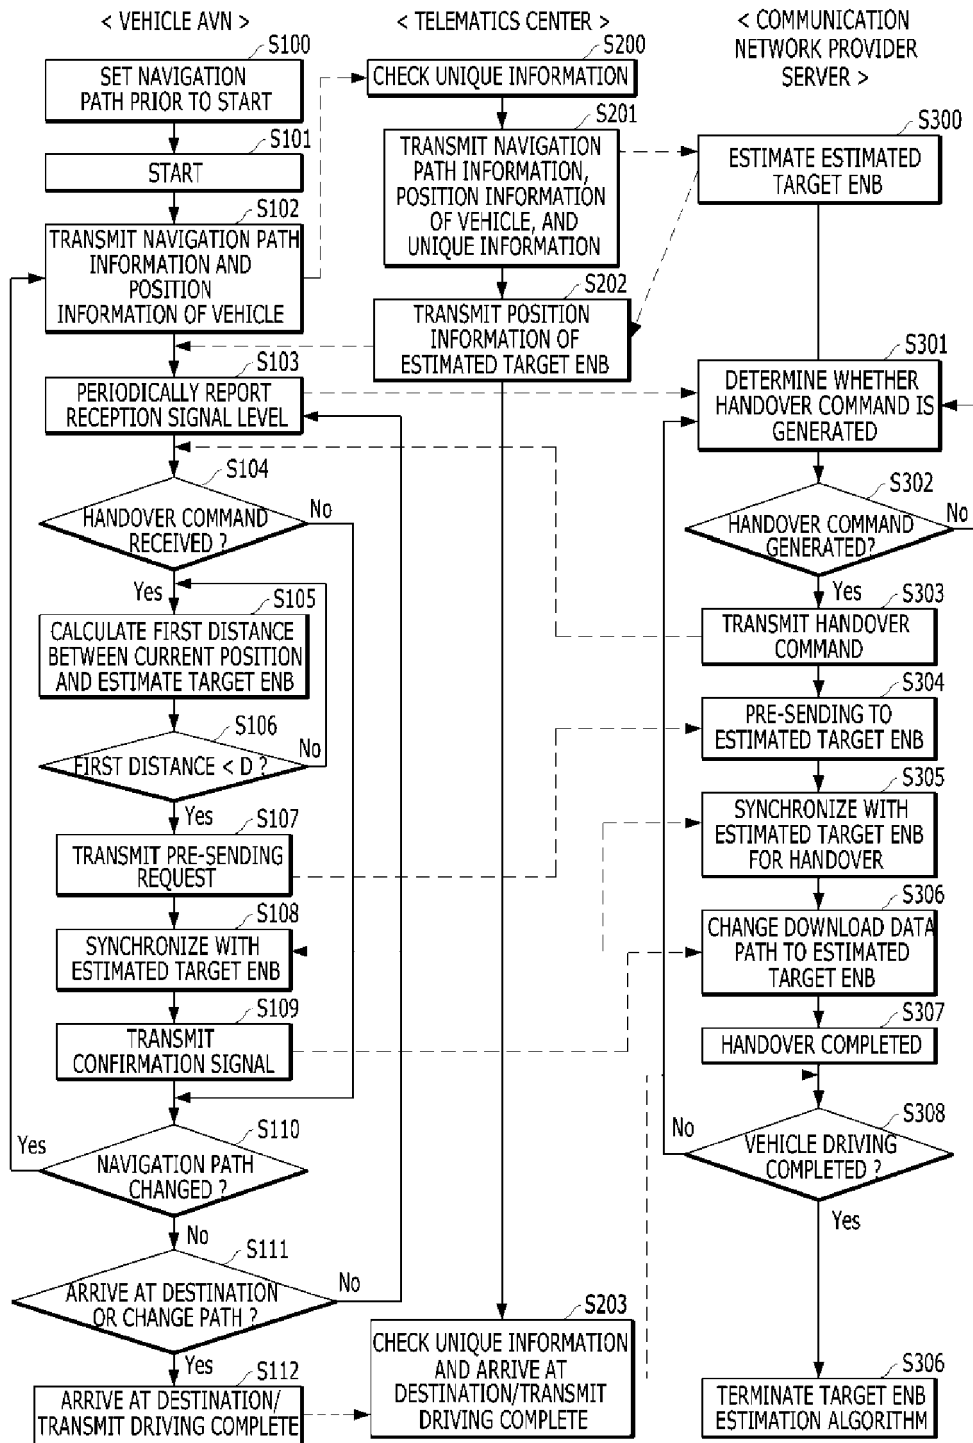 < VEHICLE AVN >
S100
SET NAVIGATION
PATH PRIOR TO START
S101
START
S102
TRANSMIT NAVIGATION PATH
INFORMATION AND
POSITION
INFORMATION OF VEHICLE
S103
PERIODICALLY REPORT
RECEPTION SIGNAL LEVEL
S104
HANDOVER COMMAND
RECEIVED ?
No
Yes
S105
CALCULATE FIRST DISTANCE
BETWEEN CURRENT POSITION
AND ESTIMATE TARGET ENB
S106
FIRST DISTANCE < D ?
No
Yes
S107
TRANSMIT PRE-SENDING
REQUEST
S108
SYNCHRONIZE WITH
ESTIMATED TARGET ENB
S109
TRANSMIT
CONFIRMATION SIGNAL
S110
Yes
NAVIGATION PATH
CHANGED ?
No
S111
ARRIVE AT DESTINATION
OR CHANGE PATH ?
No
Yes
S112
ARRIVE AT DESTINATION/
TRANSMIT DRIVING COMPLETE
< TELEMATICS CENTER >
S200
CHECK UNIQUE INFORMATION
S201
TRANSMIT NAVIGATION
PATH INFORMATION,
POSITION INFORMATION
OF VEHICLE, AND
UNIQUE INFORMATION
S202
TRANSMIT POSITION
INFORMATION OF
ESTIMATED TARGET ENB
S203
CHECK UNIQUE INFORMATION
AND ARRIVE AT
DESTINATION/TRANSMIT
DRIVING COMPLETE
< COMMUNICATION
NETWORK PROVIDER
SERVER >
S300
ESTIMATE ESTIMATED
TARGET ENB
S301
DETERMINE WHETHER
HANDOVER COMMAND IS
GENERATED
S302
HANDOVER COMMAND
GENERATED?
No
Yes
S303
TRANSMIT HANDOVER
COMMAND
S304
PRE-SENDING TO
ESTIMATED TARGET ENB
S305
SYNCHRONIZE WITH
ESTIMATED TARGET ENB
FOR HANDOVER
S306
CHANGE DOWNLOAD DATA
PATH TO ESTIMATED
TARGET ENB
S307
HANDOVER COMPLETED
S308
No
VEHICLE DRIVING
COMPLETED ?
Yes
S306
TERMINATE TARGET ENB
ESTIMATION ALGORITHM